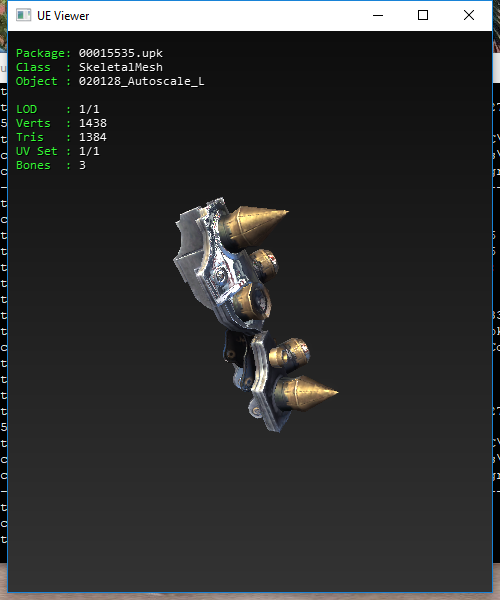 UE Viewer
Package: 00015535.upk
Class  : SkeletalMesh
Object : 020128_Autoscale_L
LOD    : 1/1
Verts  : 1438
Tris   : 1384
UV Set : 1/1
Bones  : 3